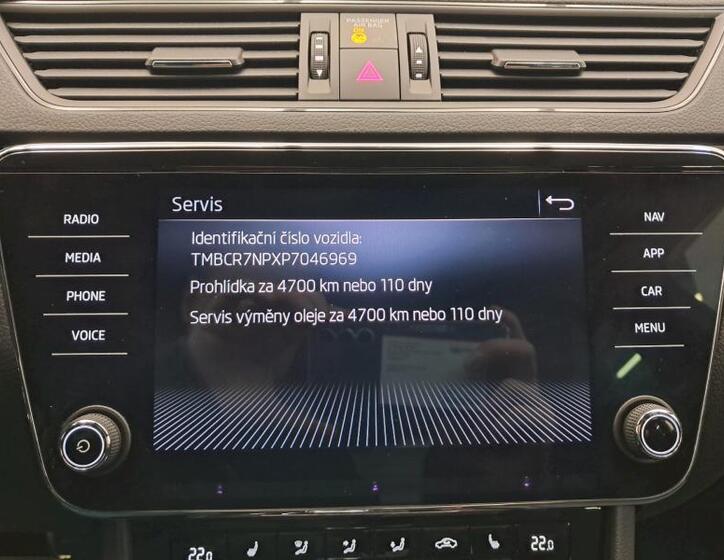 PASSENGER
AIR BAG
ON
Servis
RADIO
MEDIA
PHONE
VOICE
Identifikační číslo vozidla:
TMBCR7NPXP7046969
Prohlídka za 4700 km nebo 110 dny
Servis výměny oleje za 4700 km nebo 110 dny
NAV
APP
CAR
MENU
22.0
22.0